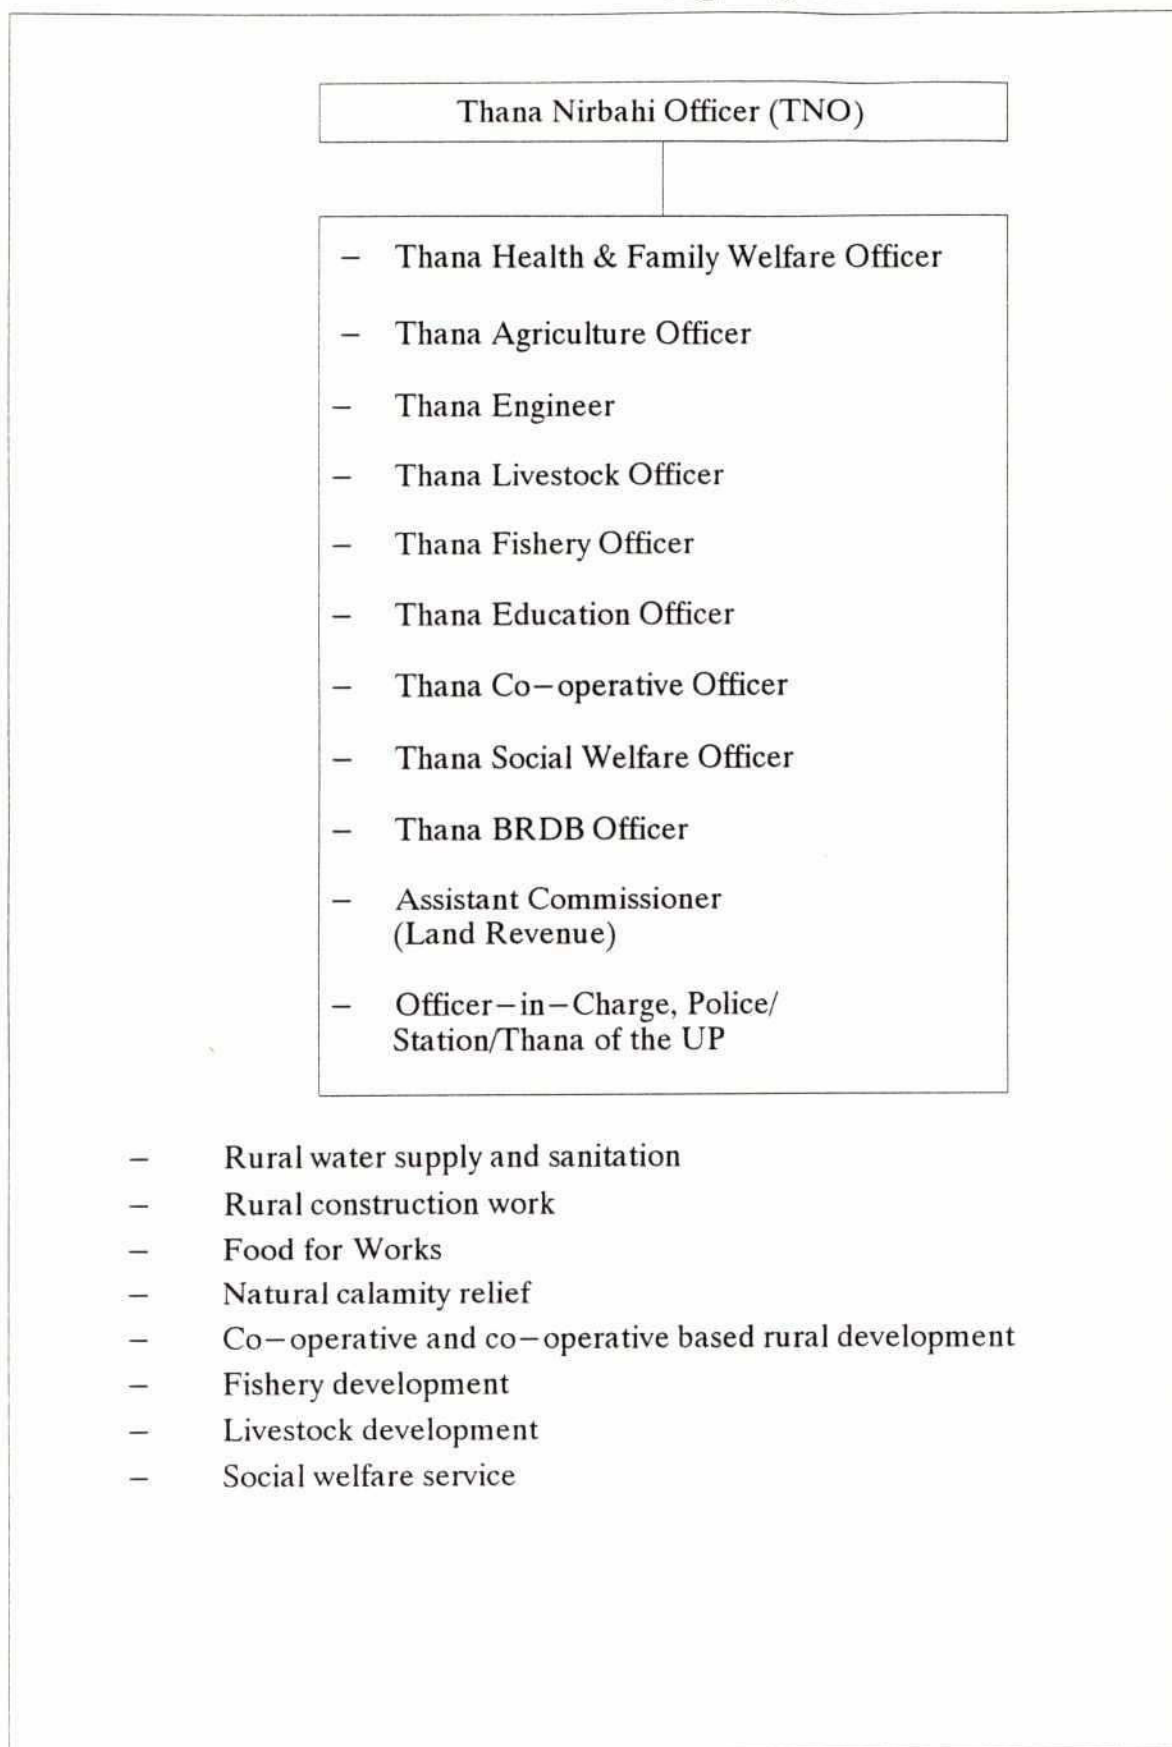 Thana Nirbahi Officer (TNO)
– Thana Health & Family Welfare Officer
– Thana Agriculture Officer
– Thana Engineer
– Thana Livestock Officer
– Thana Fishery Officer
– Thana Education Officer
– Thana Co–operative Officer
– Thana Social Welfare Officer
– Thana BRDB Officer
– Assistant Commissioner
(Land Revenue)
– Officer–in–Charge, Police/
Station/Thana of the UP
– Rural water supply and sanitation
– Rural construction work
– Food for Works
– Natural calamity relief
– Co–operative and co–operative based rural development
– Fishery development
– Livestock development
– Social welfare service